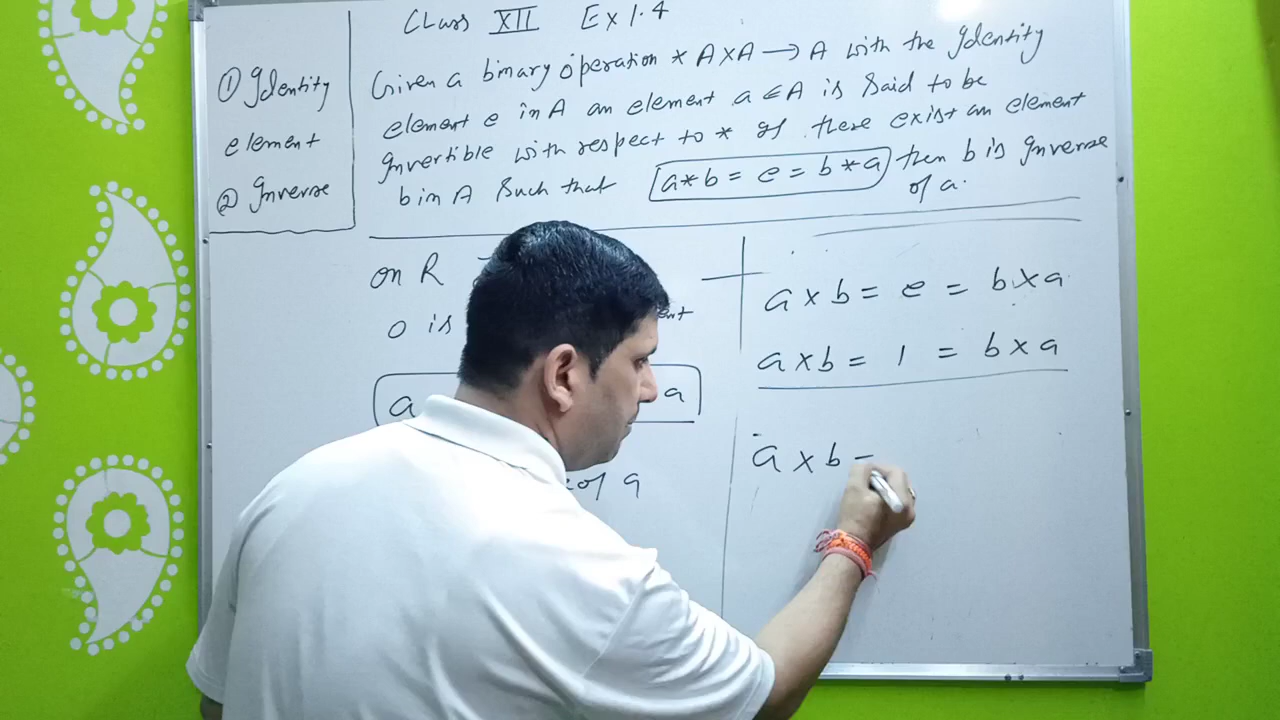 CLass XII Ex 1.4
① Identity
element
② Inverse
Given a binary operation * A×A → A with the Identity
element e in A an element a ∈ A is said to be
Invertible with respect to * If there exist an element
b in A such that a*b = e = b*a then b is Inverse
of a.
on R
0 is
a a
of a
a × b = e = b × a
a × b = 1 = b × a
a × b =